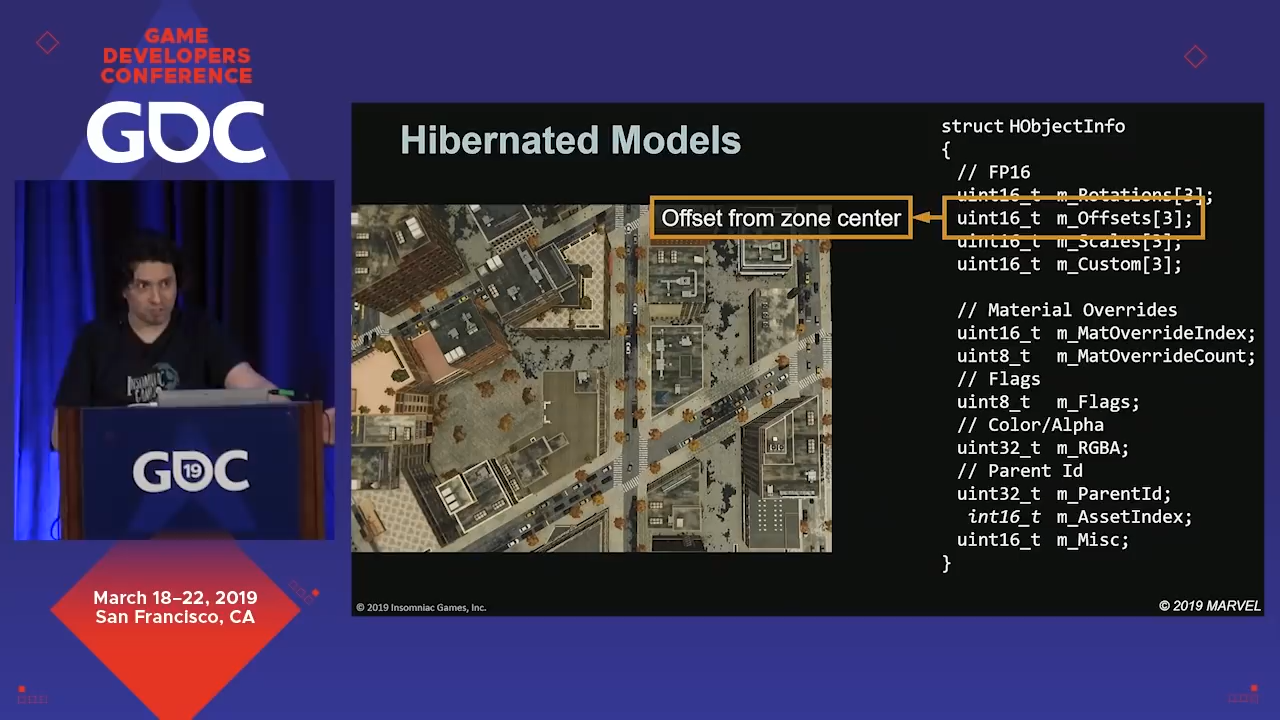 GAME
DEVELOPERS
CONFERENCE
GDC
INSOMNIAC
GAMES
GDC
19
March 18–22, 2019
San Francisco, CA
Hibernated Models
Offset from zone center
struct HObjectInfo
{
// FP16
uint16_t m_Rotations[3];
uint16_t m_Offsets[3];
uint16_t m_Scales[3];
uint16_t m_Custom[3];
// Material Overrides
uint16_t m_MatOverrideIndex;
uint8_t m_MatOverrideCount;
// Flags
uint8_t m_Flags;
// Color/Alpha
uint32_t m_RGBA;
// Parent Id
uint32_t m_ParentId;
int16_t m_AssetIndex;
uint16_t m_Misc;
}
© 2019 Insomniac Games, Inc.
© 2019 MARVEL